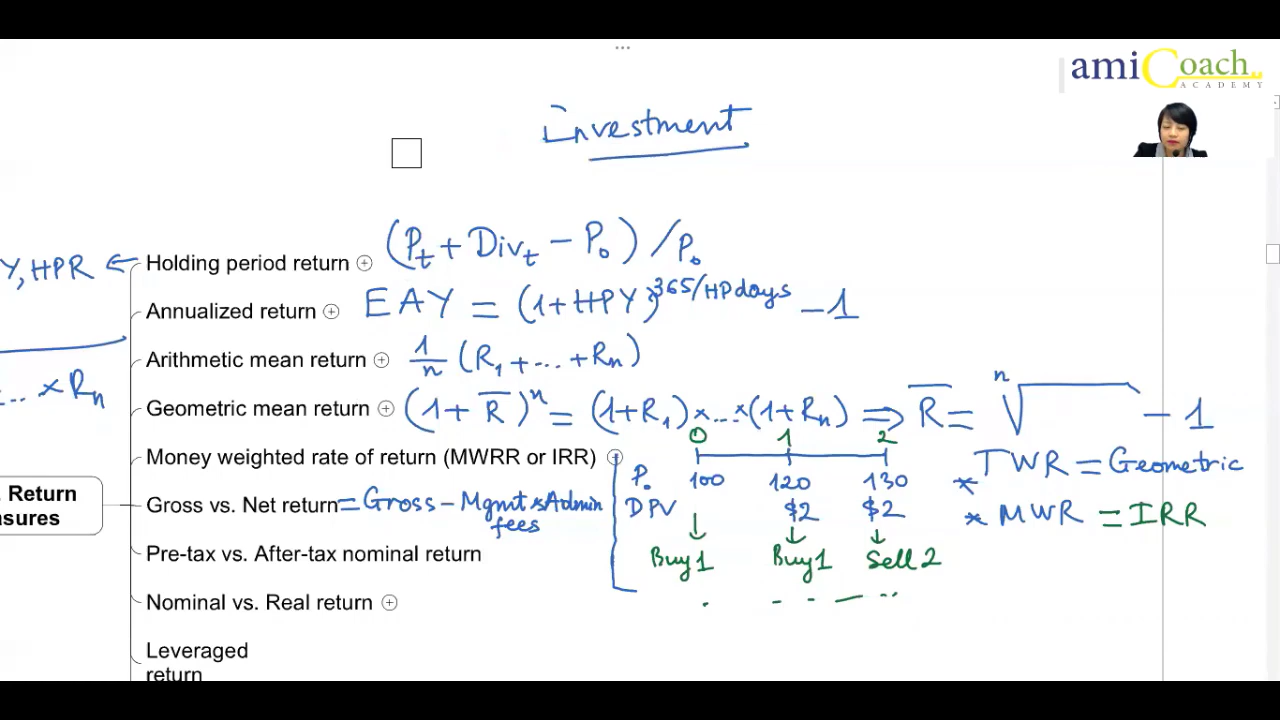 ami Coach
ACADEMY
Investment
Y, HPR ← Holding period return (Pt + Divt − P0) / P0
Annualized return EAY = (1+HPY)^365/HP days − 1
Arithmetic mean return 1/n (R1 + ... + Rn)
... × Rn
Geometric mean return (1+R̅)^n = (1+R1) × ... × (1+Rn) ⇒ R̅ = n√ − 1
0 1 2
Money weighted rate of return (MWRR or IRR)
P0 100 120 130
* TWR = Geometric
Return
Gross vs. Net return = Gross − Mgmt & Admin fees
DPV $2 $2
* MWR = IRR
Pre-tax vs. After-tax nominal return
Buy 1 Buy 1 Sell 2
Nominal vs. Real return
Leveraged
return